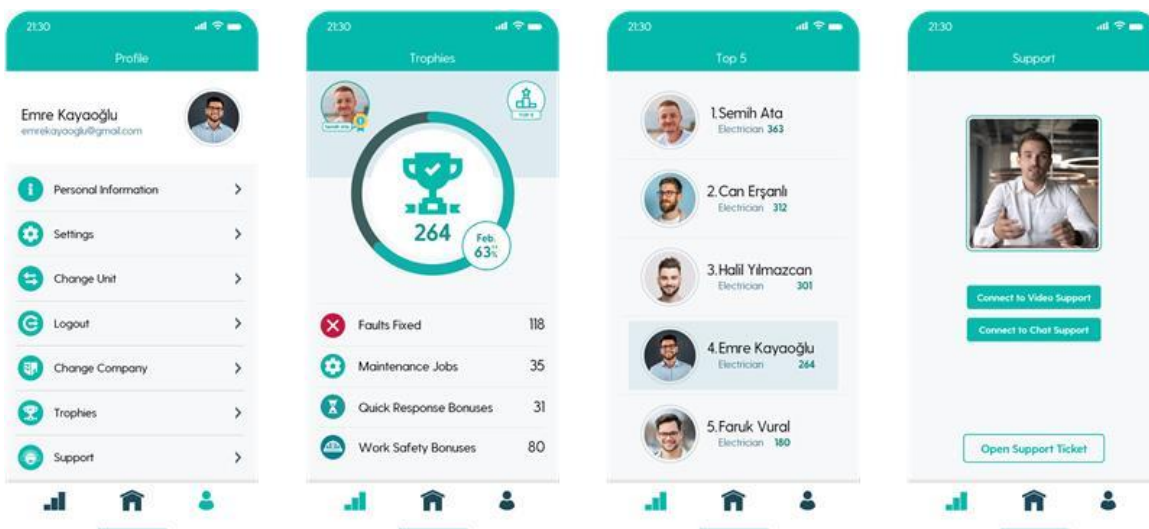 21:30
Profile
Emre Kayaoğlu
emrekayaoglu@gmail.com
Personal Information
Settings
Change Unit
Logout
Change Company
Trophies
Support
21:30
Trophies
Semih Ata
TOP 5
264
Feb.
63%
Faults Fixed 118
Maintenance Jobs 35
Quick Response Bonuses 31
Work Safety Bonuses 80
21:30
Top 5
1.Semih Ata
Electrician 363
2.Can Erşanlı
Electrician 312
3.Halil Yılmazcan
Electrician 301
4.Emre Kayaoğlu
Electrician 264
5.Faruk Vural
Electrician 180
21:30
Support
Connect to Video Support
Connect to Chat Support
Open Support Ticket